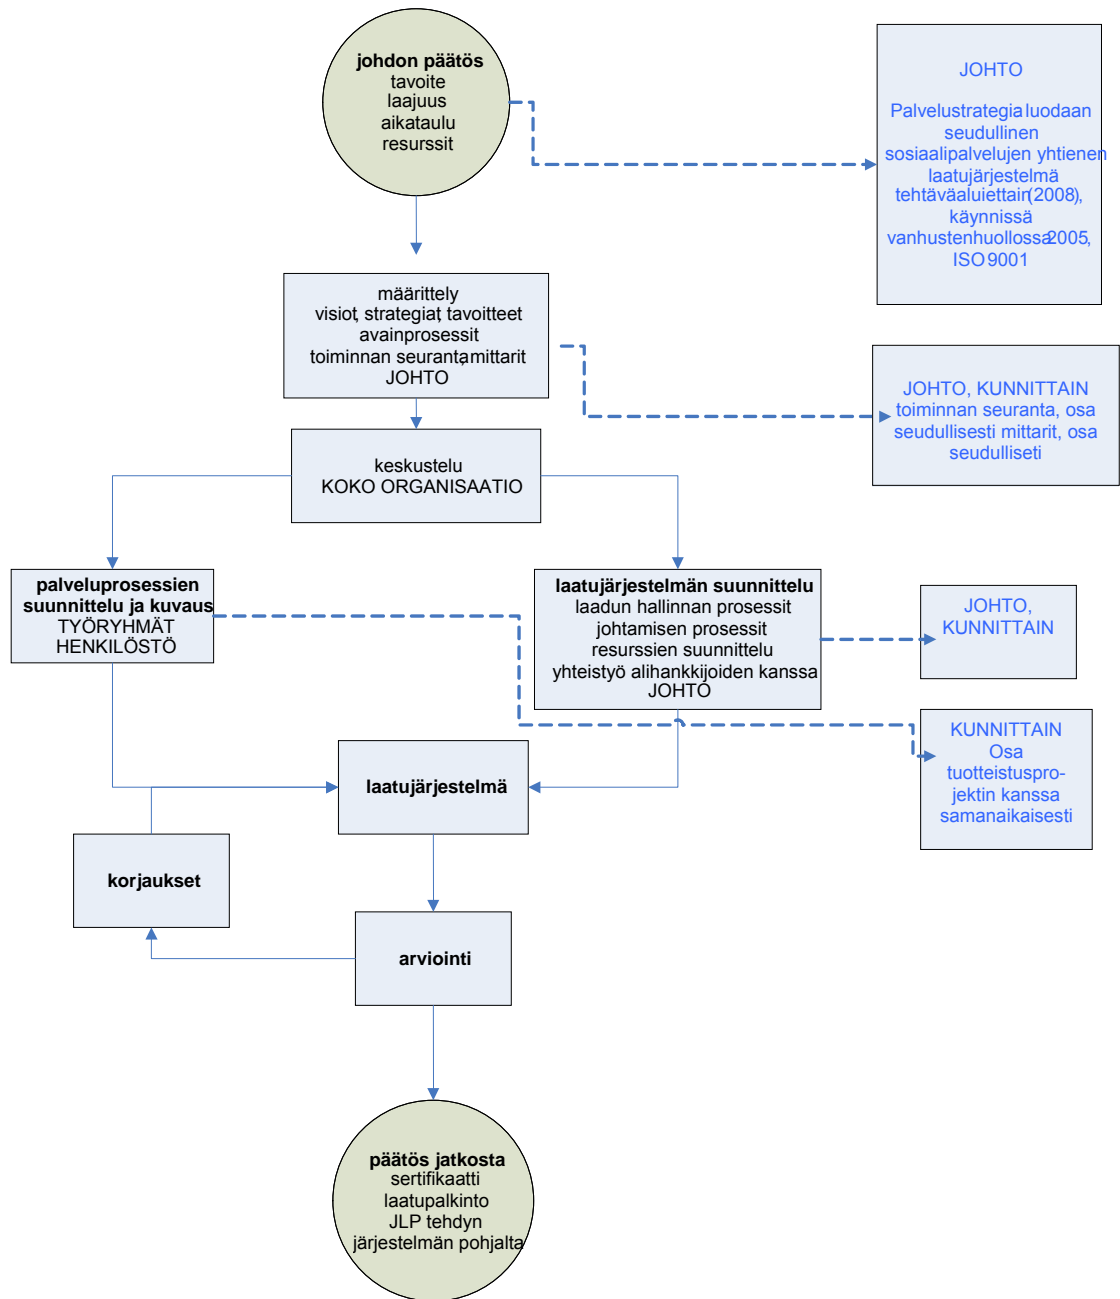 johdon päätös
tavoite
laajuus
aikataulu
resurssit
JOHTO
Palvelustrategia luodaan
seudullinen
sosiaalipalvelujen yhtienen
laatujärjestelmä
tehtäväaluiettain(2008),
käynnissä
vanhustenhuollossa2005,
ISO 9001
määrittely
visiot, strategiat, tavoitteet
avainprosessit
toiminnan seuranta,mittarit
JOHTO
JOHTO, KUNNITTAIN
toiminnan seuranta, osa
seudullisesti mittarit, osa
seudulliseti
keskustelu
KOKO ORGANISAATIO
palveluprosessien
suunnittelu ja kuvaus
TYÖRYHMÄT
HENKILÖSTÖ
laatujärjestelmän suunnittelu
laadun hallinnan prosessit
johtamisen prosessit
resurssien suunnittelu
yhteistyö alihankkijoiden kanssa
JOHTO
JOHTO,
KUNNITTAIN
KUNNITTAIN
Osa
tuotteistuspro-
jektin kanssa
samanaikaisesti
laatujärjestelmä
korjaukset
arviointi
päätös jatkosta
sertifikaatti
laatupalkinto
JLP tehdyn
järjestelmän pohjalta